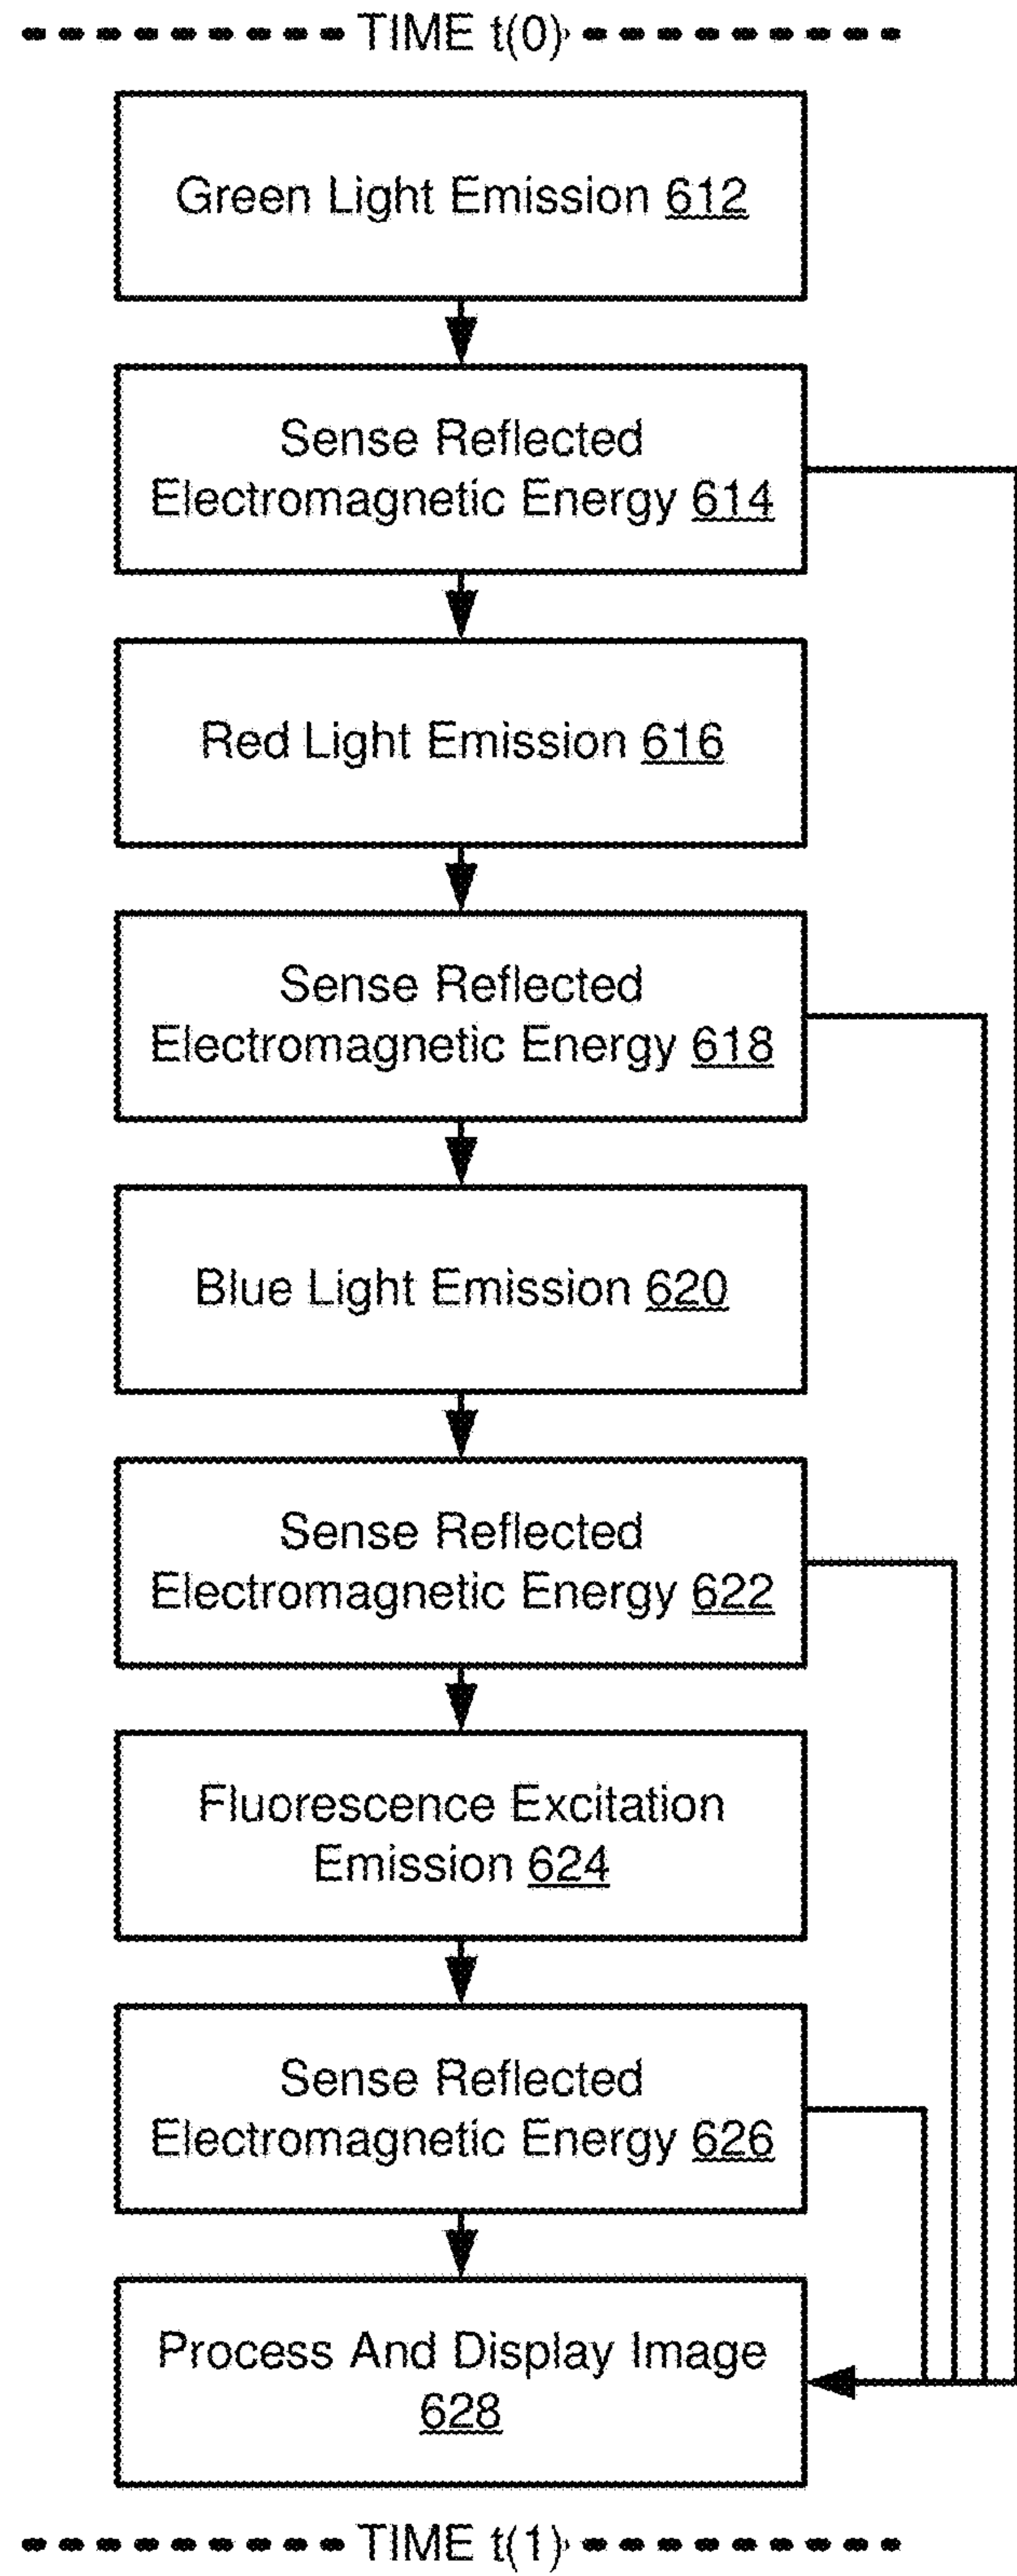 TIME t(0)
Green Light Emission 612
Sense Reflected
Electromagnetic Energy 614
Red Light Emission 616
Sense Reflected
Electromagnetic Energy 618
Blue Light Emission 620
Sense Reflected
Electromagnetic Energy 622
Fluorescence Excitation
Emission 624
Sense Reflected
Electromagnetic Energy 626
Process And Display Image
628
TIME t(1)